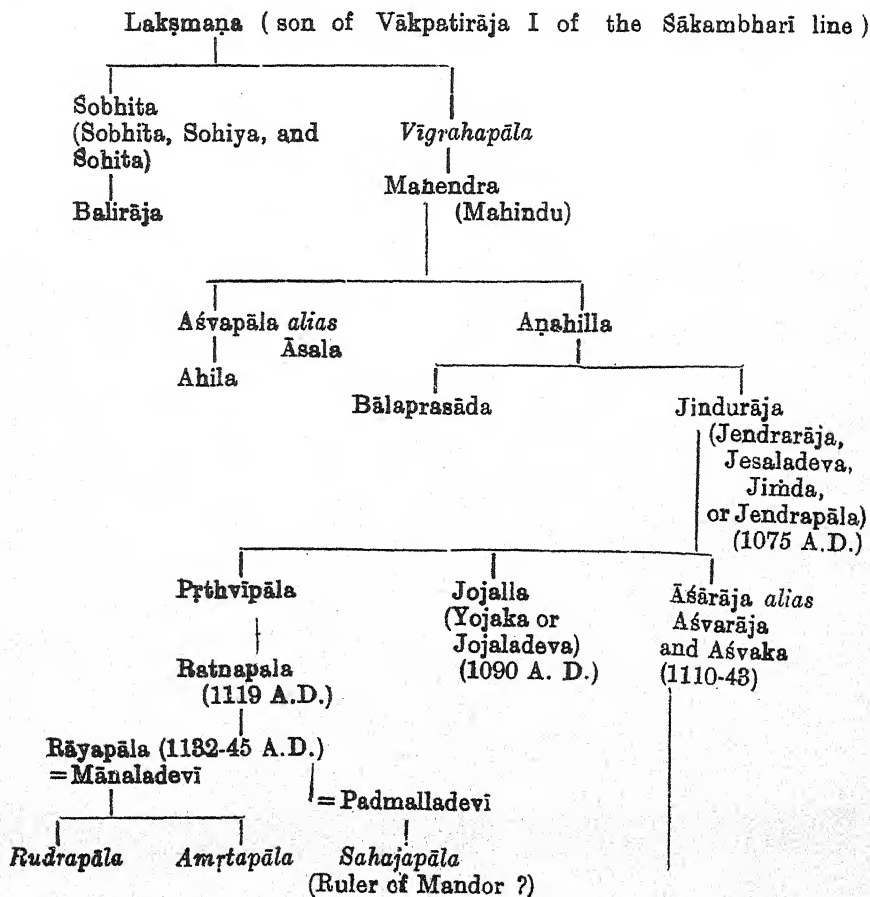 Lakṣmaṇa ( son of Vākpatirāja I of the Śākambharī line )
Śobhita
(Sobhita, Sohiya, and
Sohita)
Vīgrahapāla
Mahendra
(Mahindu)
Balirāja
Aśvapāla alias
Āsala
Aṇahilla
Ahila
Bālaprasāda
Jindurāja
(Jendrarāja,
Jesaladeva,
Jiṁda,
or Jendrapāla)
(1075 A.D.)
Pṛthvīpāla
Jojalla
(Yojaka or
Jojaladeva)
(1090 A. D.)
Āśārāja alias
Aśvarāja
and Aśvaka
(1110-43)
Ratnapala
(1119 A.D.)
Rāyapāla (1132-45 A.D.)
=Mānaladevī
=Padmalladevī
Rudrapāla
Amṛtapāla
Sahajapāla
(Ruler of Mandor ?)